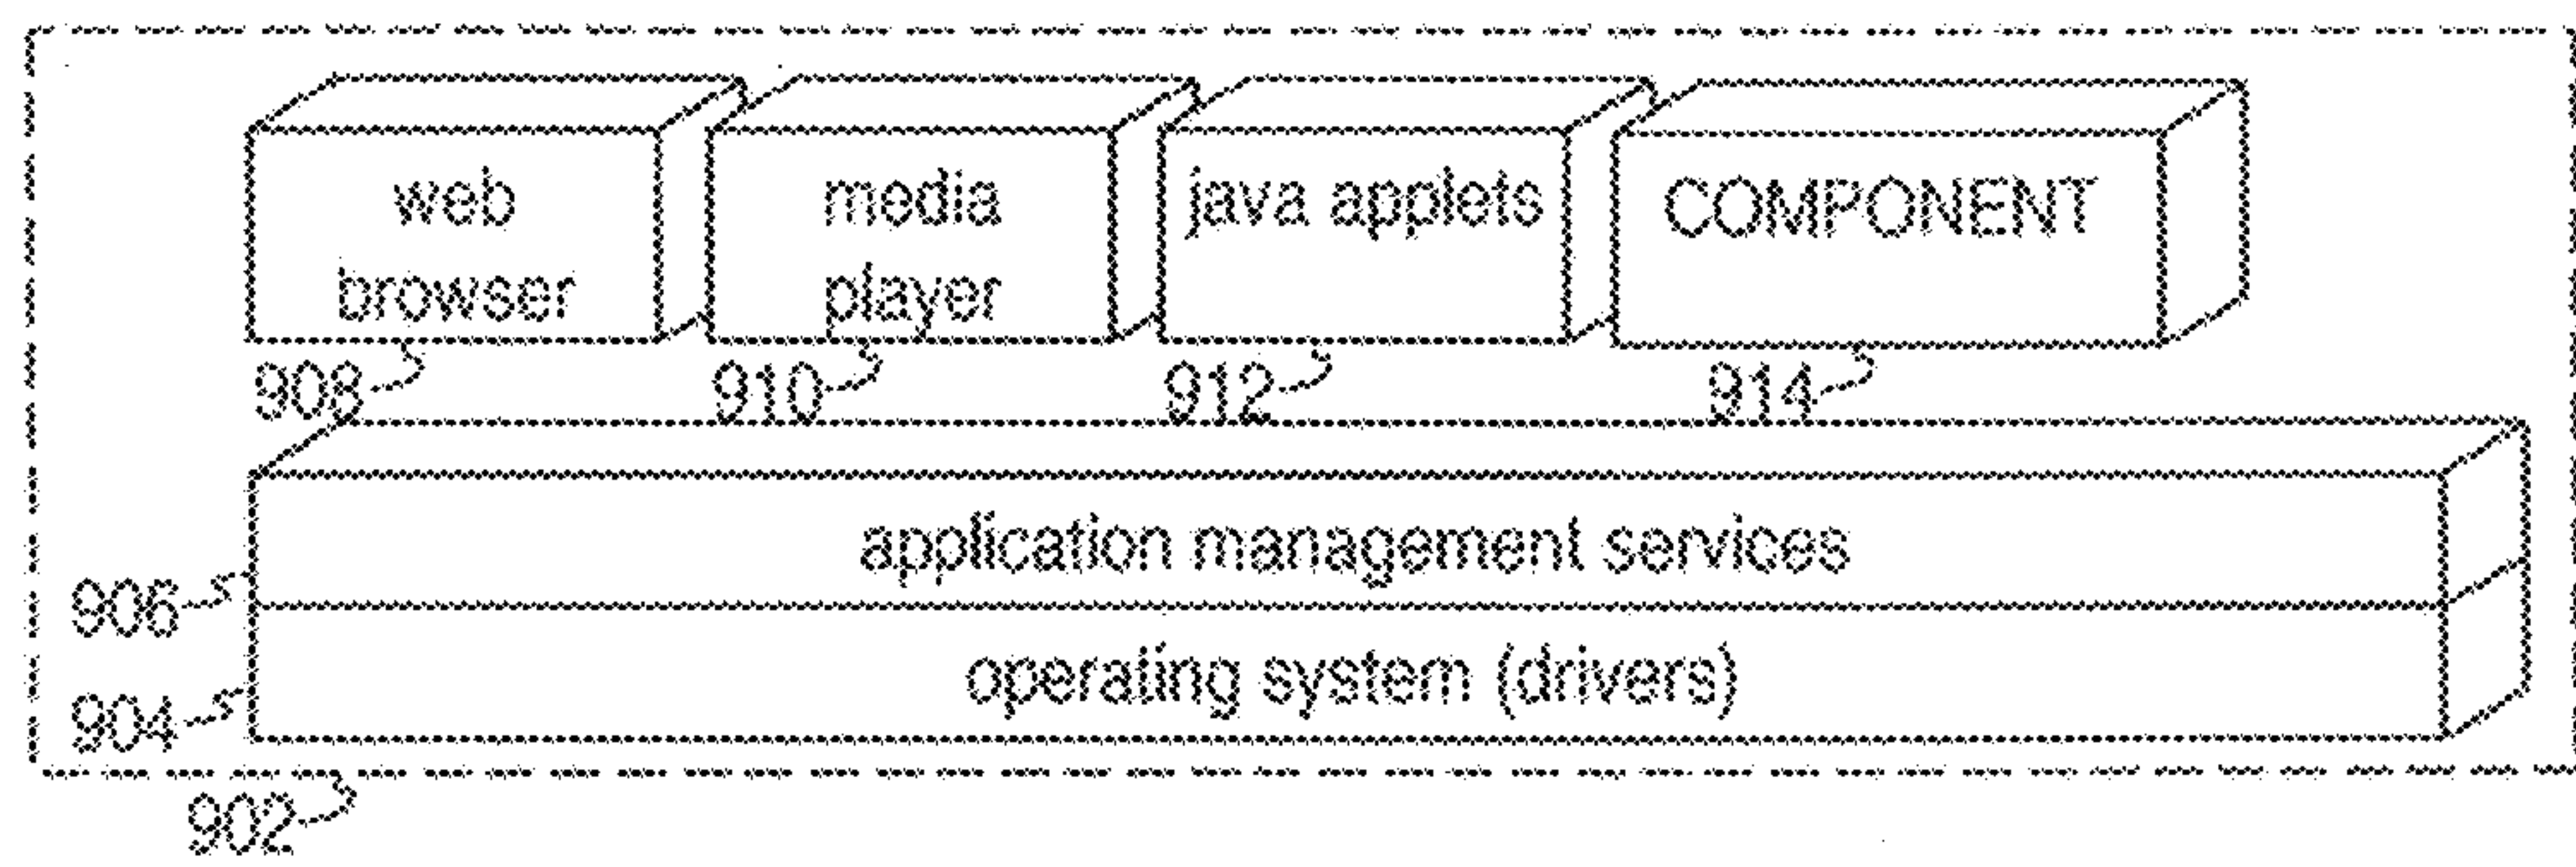 web
browser
media
player
java applets
COMPONENT
908
910
912
914
application management services
906
operating system (drivers)
904
902